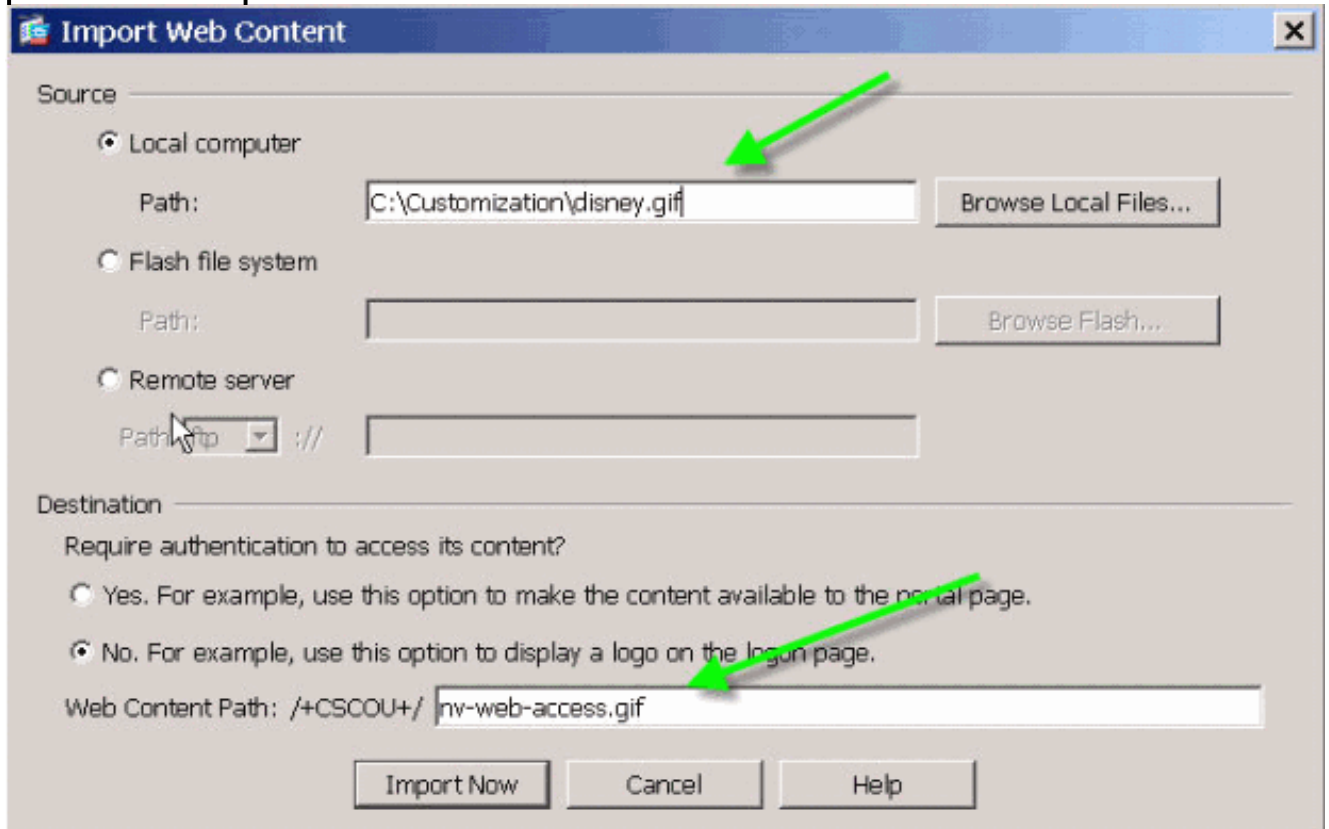 Import Web Content
Source
Local computer
Path: C:\Customization\disney.gif Browse Local Files...
Flash file system
Path: Browse Flash...
Remote server
Path: ftp ://
Destination
Require authentication to access its content?
Yes. For example, use this option to make the content available to the portal page.
No. For example, use this option to display a logo on the logon page.
Web Content Path: /+CSCOU+/ nv-web-access.gif
Import Now Cancel Help